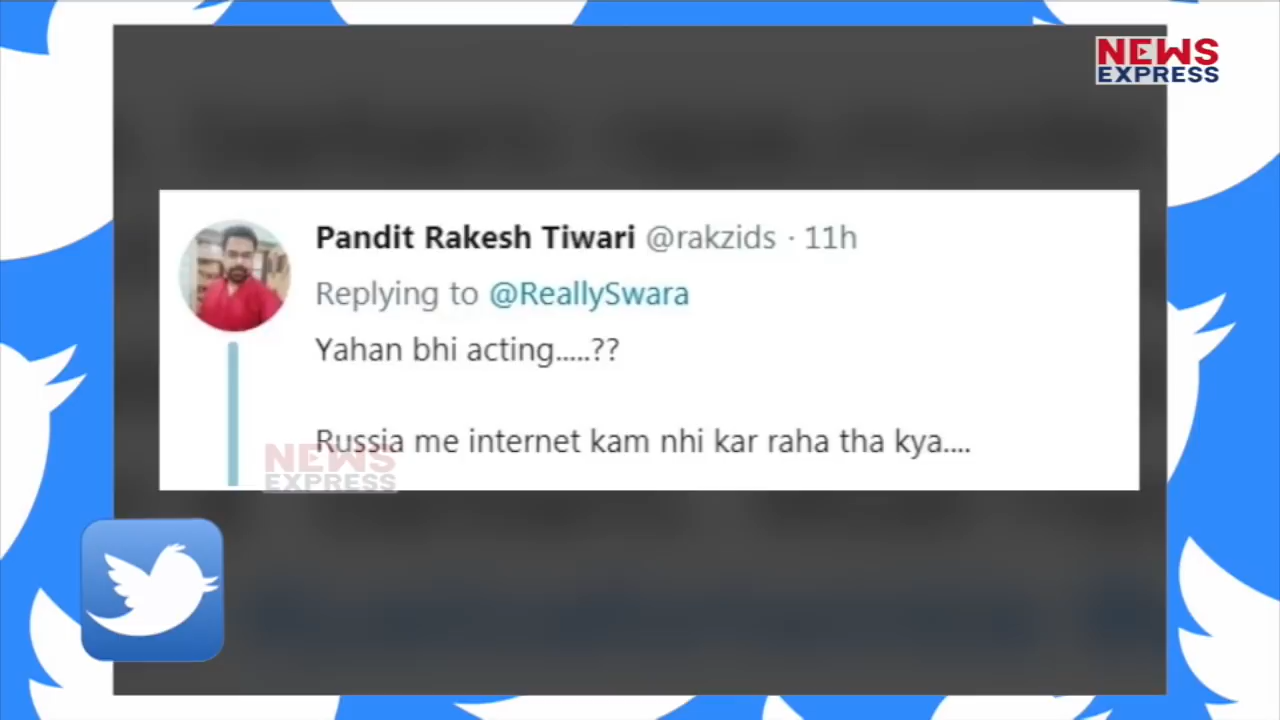 NEWS
EXPRESS
Pandit Rakesh Tiwari @rakzids · 11h
Replying to @ReallySwara
Yahan bhi acting.....??
Russia me internet kam nhi kar raha tha kya....
NEWS
EXPRESS